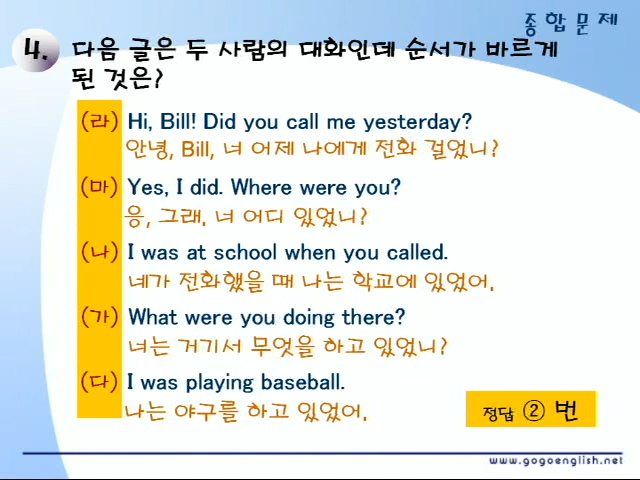 종합문제
4. 다음 글은 두 사람의 대화인데 순서가 바르게
된 것은?
(라) Hi, Bill! Did you call me yesterday?
안녕, Bill, 너 어제 나에게 전화 걸었니?
(마) Yes, I did. Where were you?
응, 그래. 너 어디 있었니?
(나) I was at school when you called.
네가 전화했을 때 나는 학교에 있었어.
(가) What were you doing there?
너는 거기서 무엇을 하고 있었니?
(다) I was playing baseball.
나는 야구를 하고 있었어.
정답 ② 번
www.gogoenglish.net